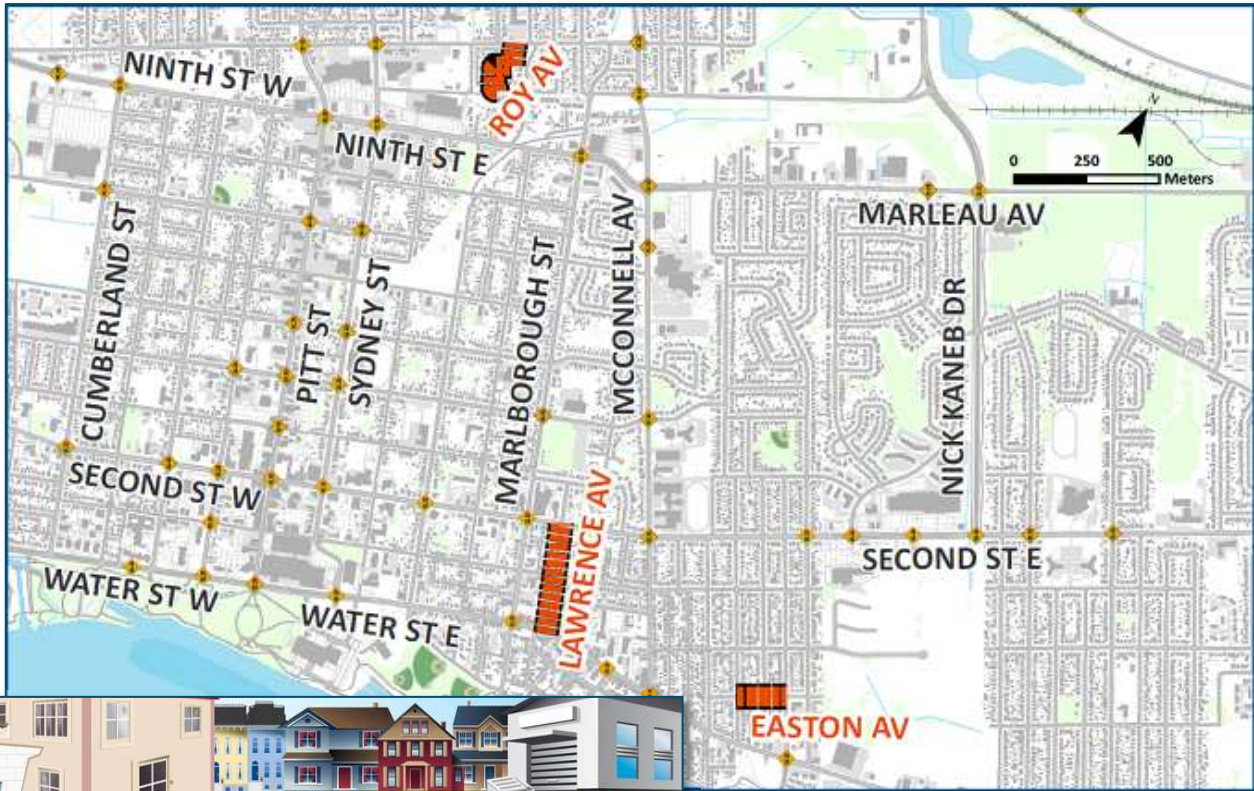 NINTH ST W
ROY AV
N
NINTH ST E
0 250 500
Meters
MARLEAU AV
CUMBERLAND ST
PITT ST
SYDNEY ST
MARLBOROUGH ST
MCCONNELL AV
NICK KANEB DR
SECOND ST W
LAWRENCE AV
SECOND ST E
WATER ST W
WATER ST E
EASTON AV